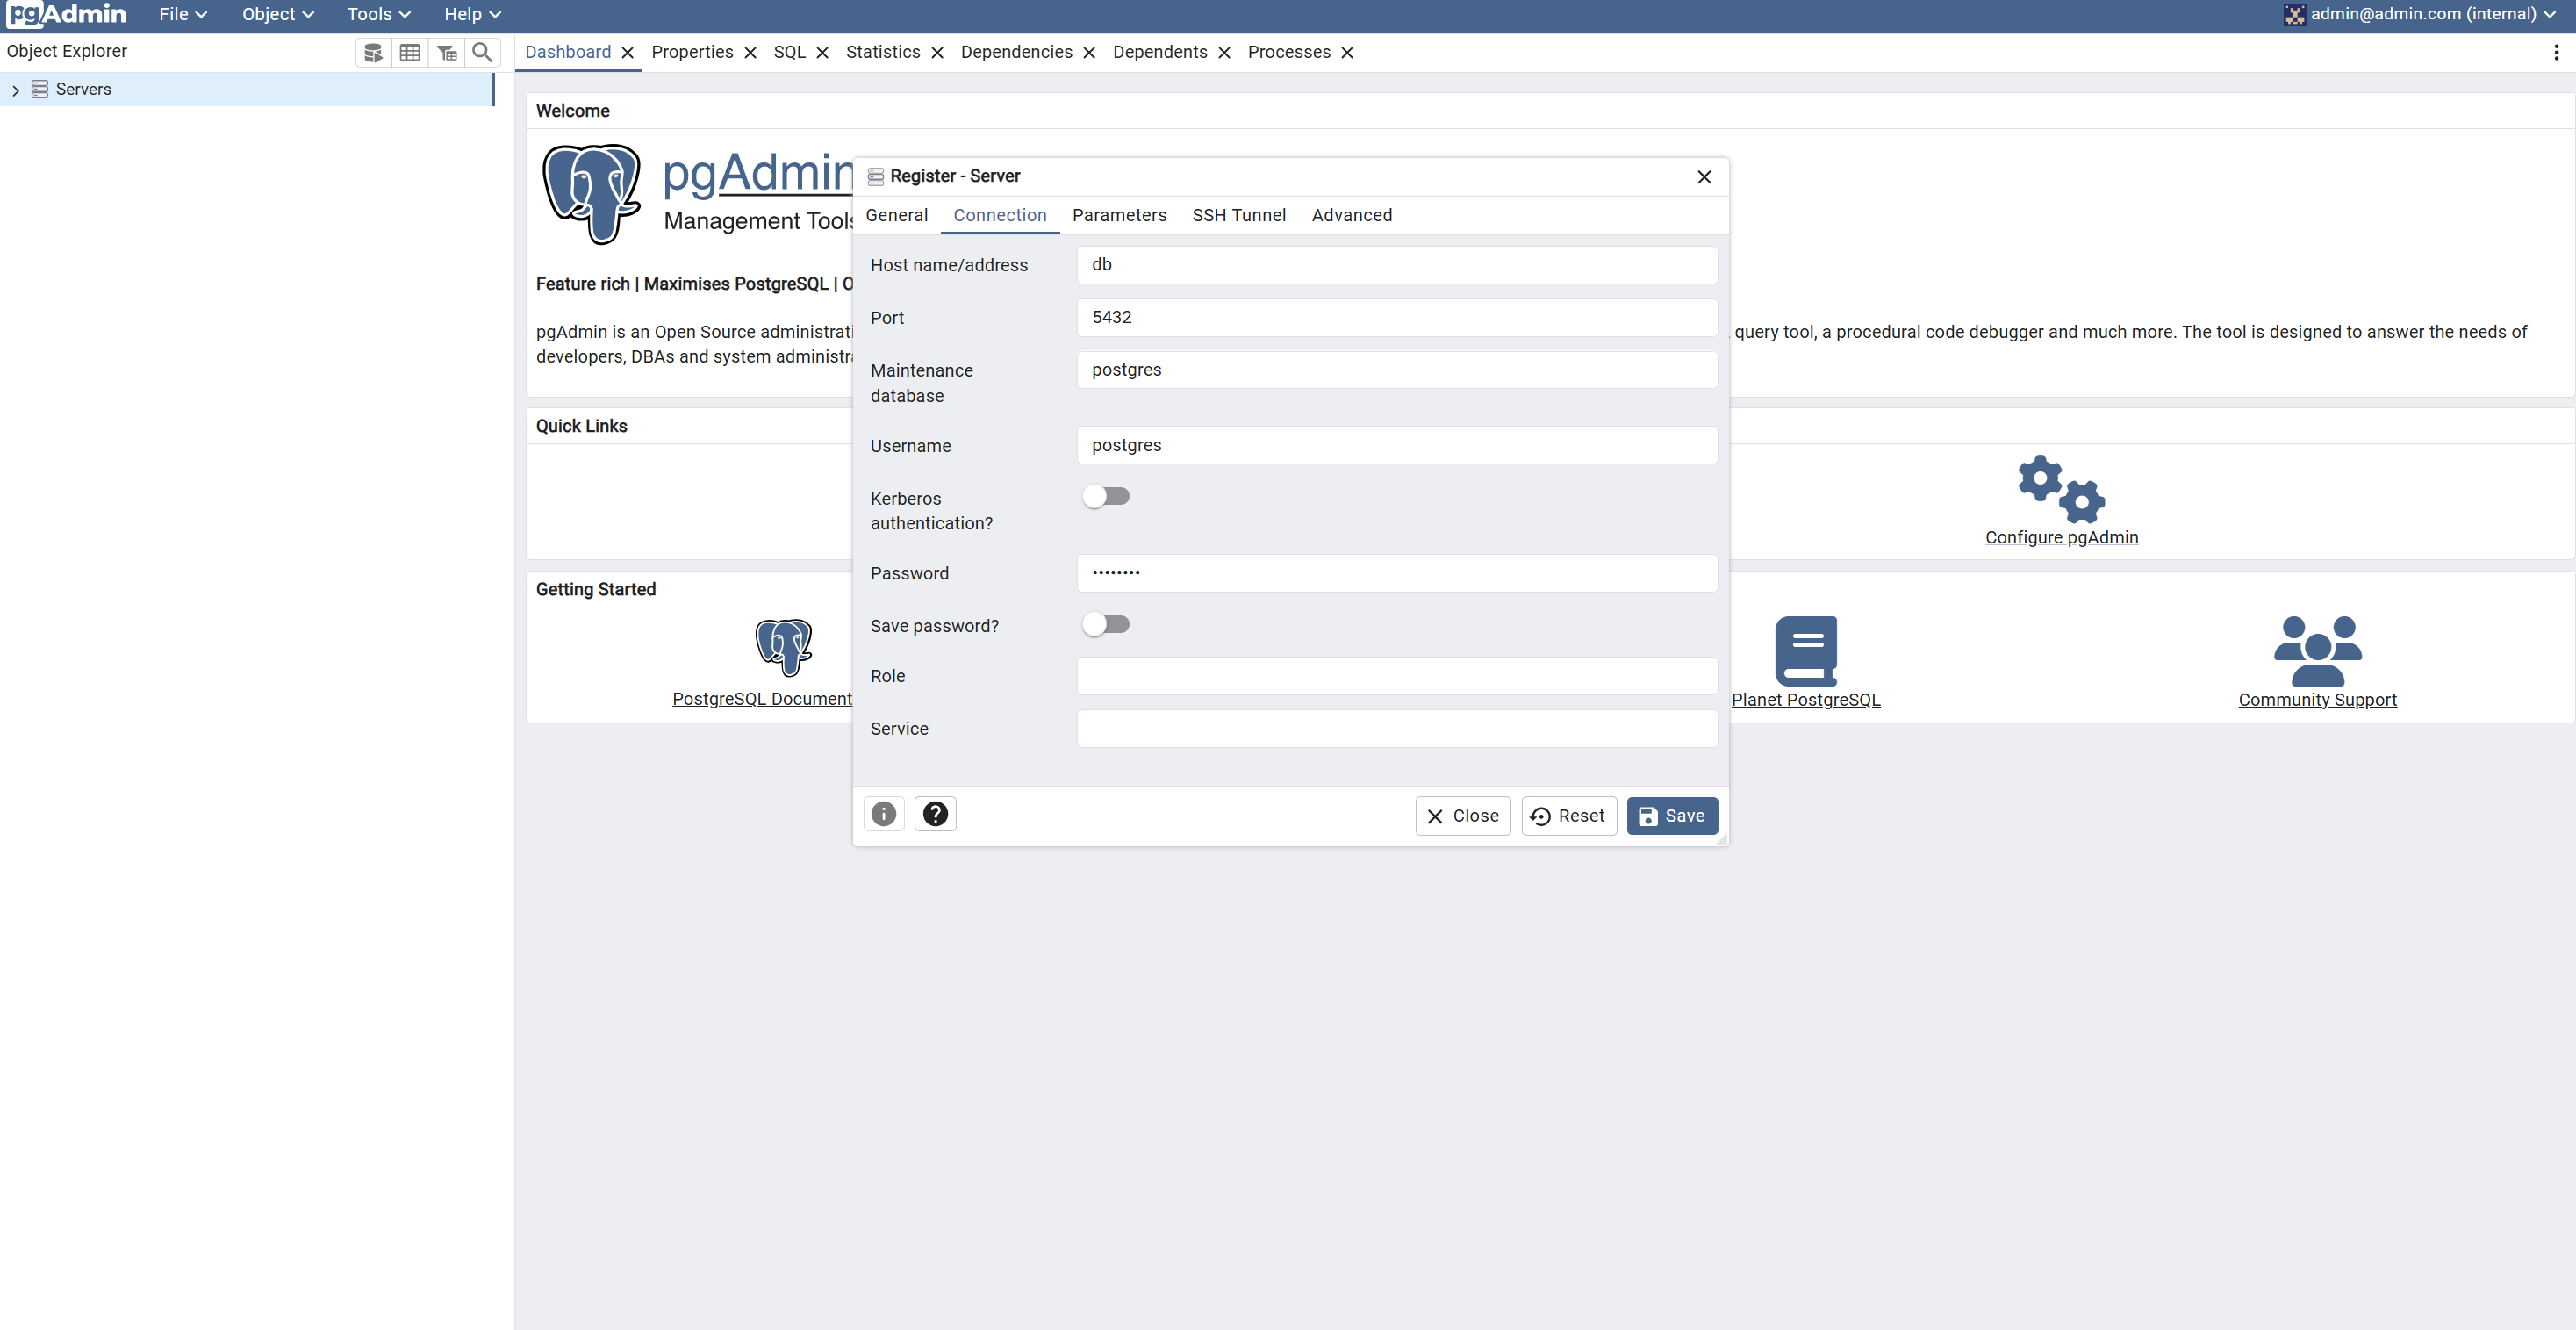 pgAdmin File Object Tools Help admin@admin.com (internal)
Object Explorer
Dashboard Properties SQL Statistics Dependencies Dependents Processes
Servers
Welcome
pgAdmin
Management Tools
Feature rich | Maximises PostgreSQL | O
pgAdmin is an Open Source administrati
query tool, a procedural code debugger and much more. The tool is designed to answer the needs of
developers, DBAs and system administra
Quick Links
Configure pgAdmin
Getting Started
PostgreSQL Document
Planet PostgreSQL
Community Support
Register - Server
General Connection Parameters SSH Tunnel Advanced
Host name/address db
Port 5432
Maintenance
database
postgres
Username postgres
Kerberos
authentication?
Password ••••••••
Save password?
Role
Service
Close Reset Save